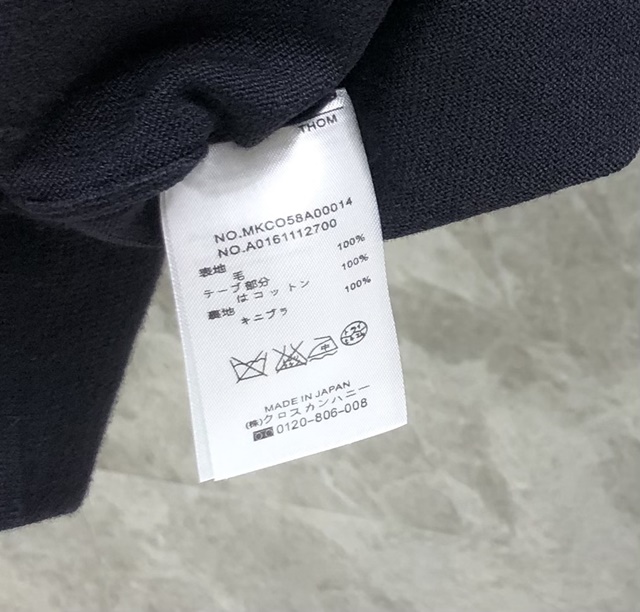 THOM
NO.MKCO58A00014
NO.A0161112700
表地 毛 100%
テープ部分
はコットン 100%
裏地 キニプラ 100%
MADE IN JAPAN
(株)クロスカンハニー
0120-806-008